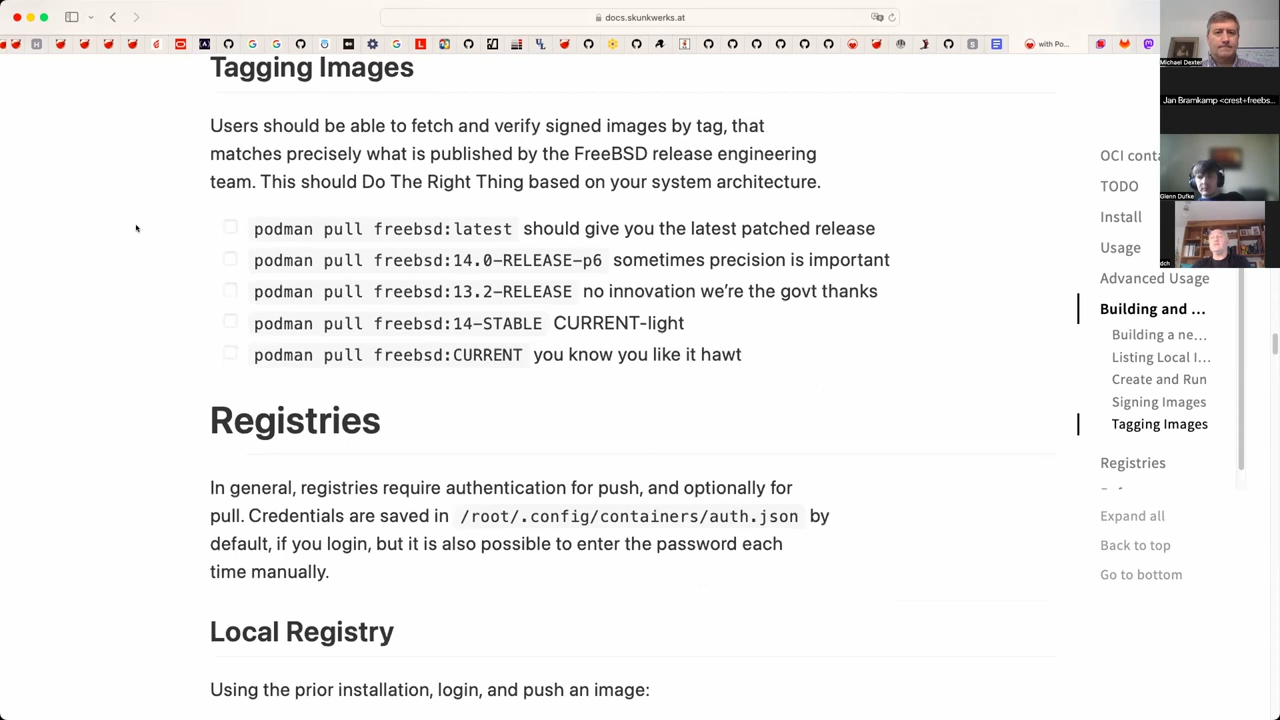 docs.skunkwerks.at
with Po...
Michael Dexter
Jan Bramkamp <crest+freebs...
Glenn Dufke
dch
Tagging Images
Users should be able to fetch and verify signed images by tag, that
matches precisely what is published by the FreeBSD release engineering
team. This should Do The Right Thing based on your system architecture.
podman pull freebsd:latest should give you the latest patched release
podman pull freebsd:14.0-RELEASE-p6 sometimes precision is important
podman pull freebsd:13.2-RELEASE no innovation we're the govt thanks
podman pull freebsd:14-STABLE CURRENT-light
podman pull freebsd:CURRENT you know you like it hawt
Registries
In general, registries require authentication for push, and optionally for
pull. Credentials are saved in /root/.config/containers/auth.json by
default, if you login, but it is also possible to enter the password each
time manually.
Local Registry
Using the prior installation, login, and push an image:
OCI conta
TODO
Install
Usage
Advanced Usage
Building and ...
Building a ne...
Listing Local I...
Create and Run
Signing Images
Tagging Images
Registries
Expand all
Back to top
Go to bottom